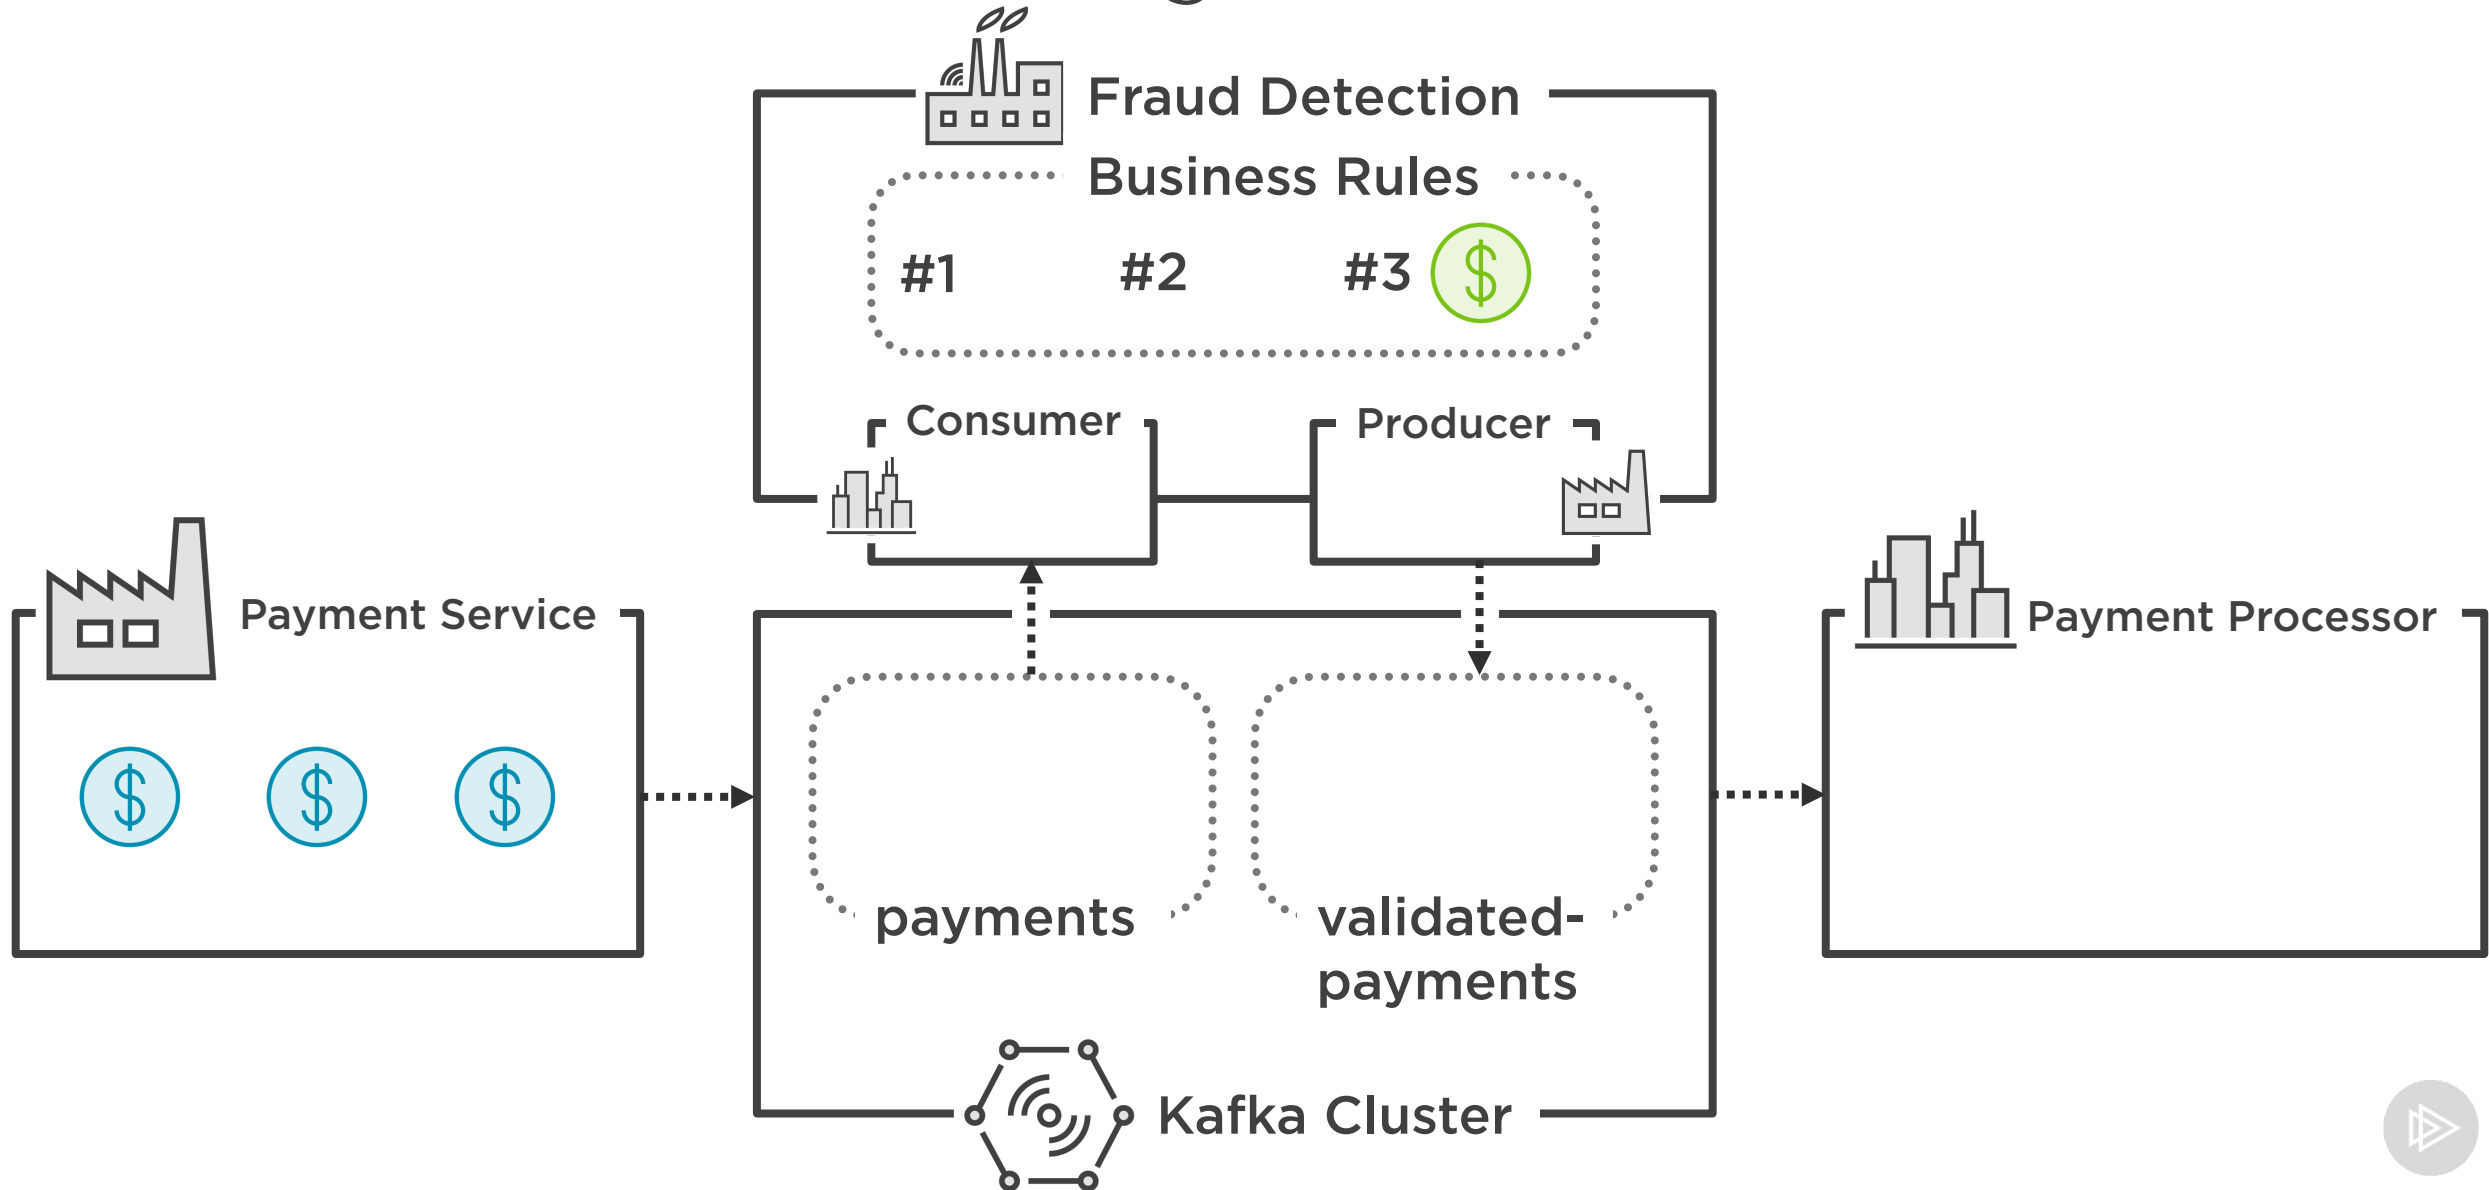 Fraud Detection
Business Rules
#1 #2 #3
Consumer
Producer
Payment Service
Payment Processor
payments
validated-
payments
Kafka Cluster